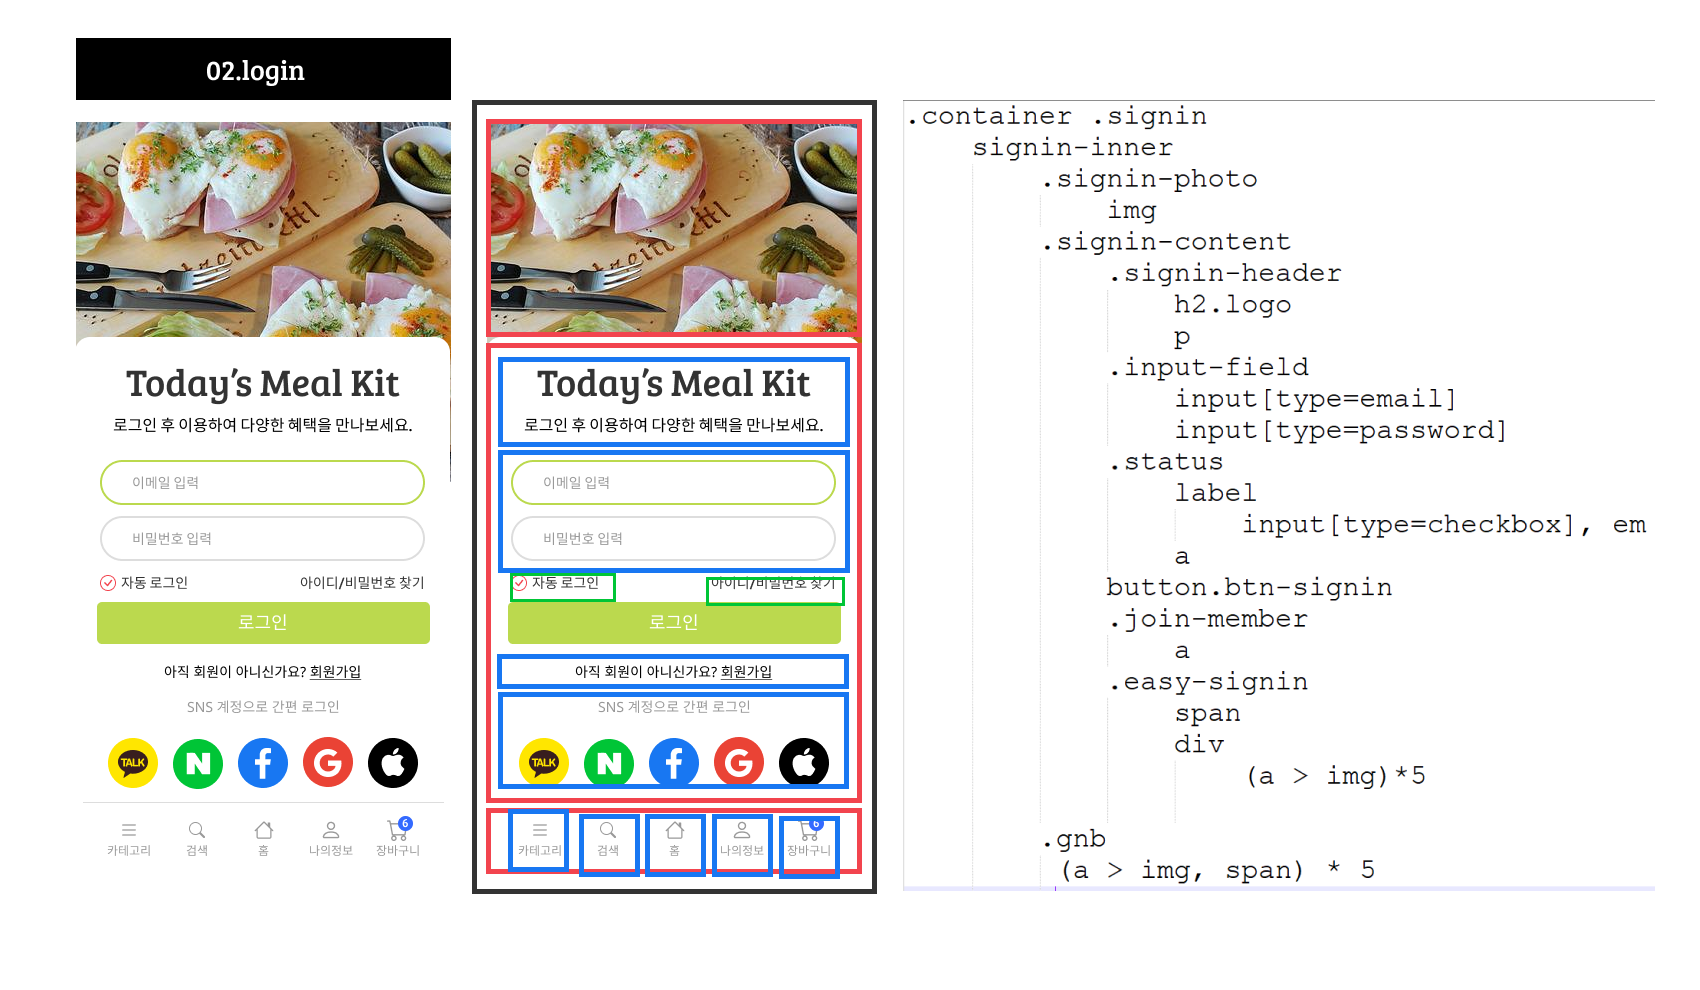 02.login
Today's Meal Kit
로그인 후 이용하여 다양한 혜택을 만나보세요.
이메일 입력
비밀번호 입력
자동 로그인
아이디/비밀번호 찾기
로그인
아직 회원이 아니신가요? 회원가입
SNS 계정으로 간편 로그인
TALK
N
f
G
6
카테고리
검색
홈
나의정보
장바구니
Today's Meal Kit
로그인 후 이용하여 다양한 혜택을 만나보세요.
이메일 입력
비밀번호 입력
자동 로그인
아이디/비밀번호 찾기
로그인
아직 회원이 아니신가요? 회원가입
SNS 계정으로 간편 로그인
TALK
N
f
G
6
카테고리
검색
홈
나의정보
장바구니
.container .signin
signin-inner
.signin-photo
img
.signin-content
.signin-header
h2.logo
p
.input-field
input[type=email]
input[type=password]
.status
label
input[type=checkbox], em
a
button.btn-signin
.join-member
a
.easy-signin
span
div
(a > img)*5
.gnb
(a > img, span) * 5